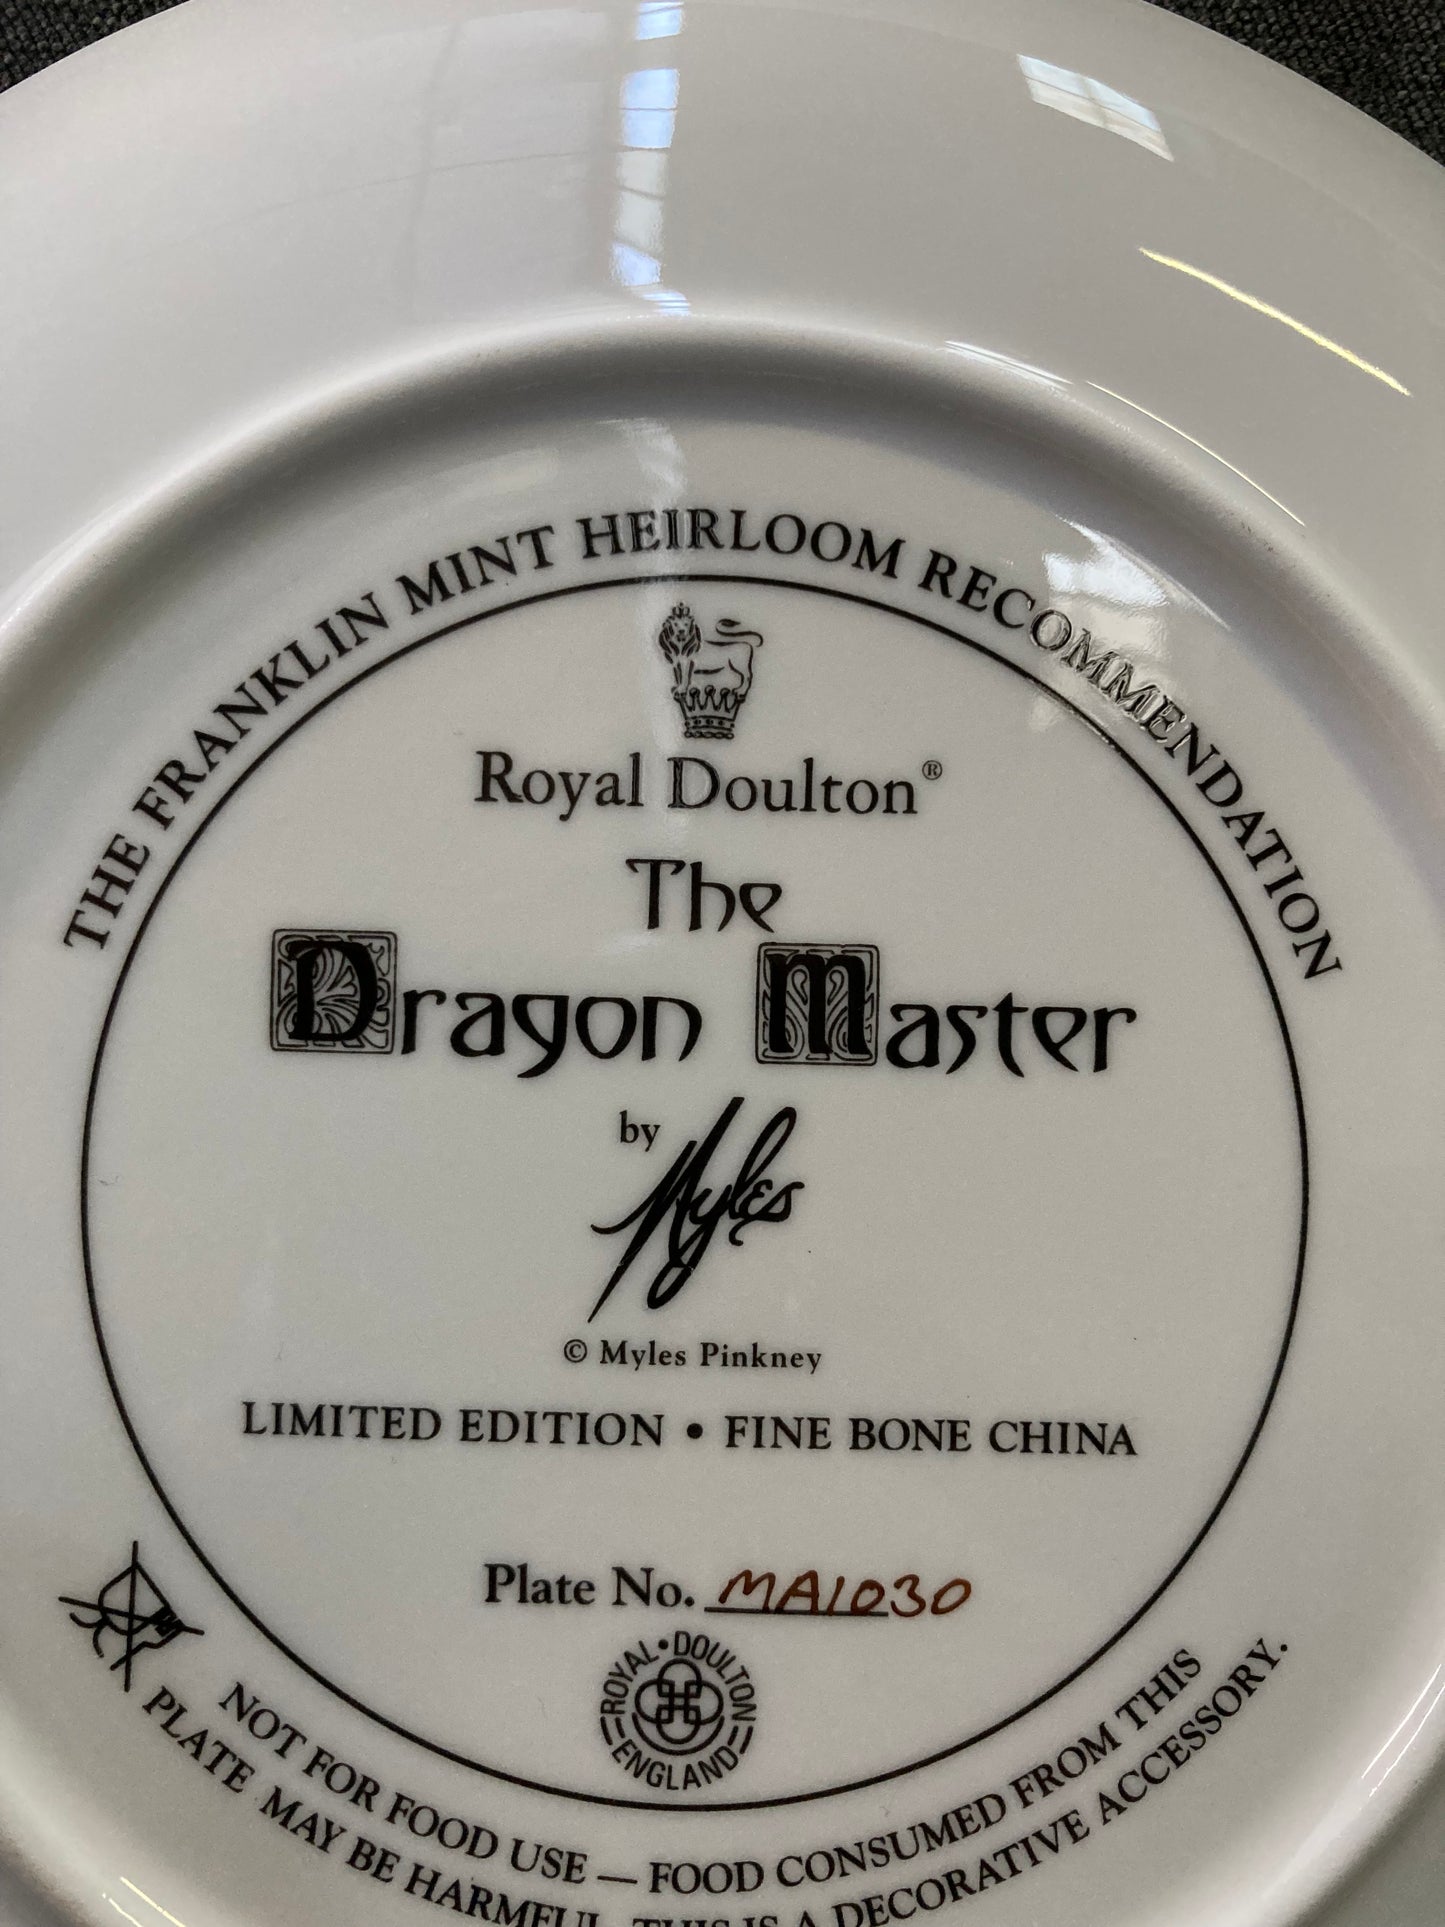 THE FRANKLIN MINT HEIRLOOM RECOMMENDATION
Royal Doulton®
The
Dragon Master
by Myles
© Myles Pinkney
LIMITED EDITION • FINE BONE CHINA
Plate No. MA1030
ROYAL • DOULTON
ENGLAND
NOT FOR FOOD USE — FOOD CONSUMED FROM THIS
PLATE MAY BE HARMFUL. THIS IS A DECORATIVE ACCESSORY.